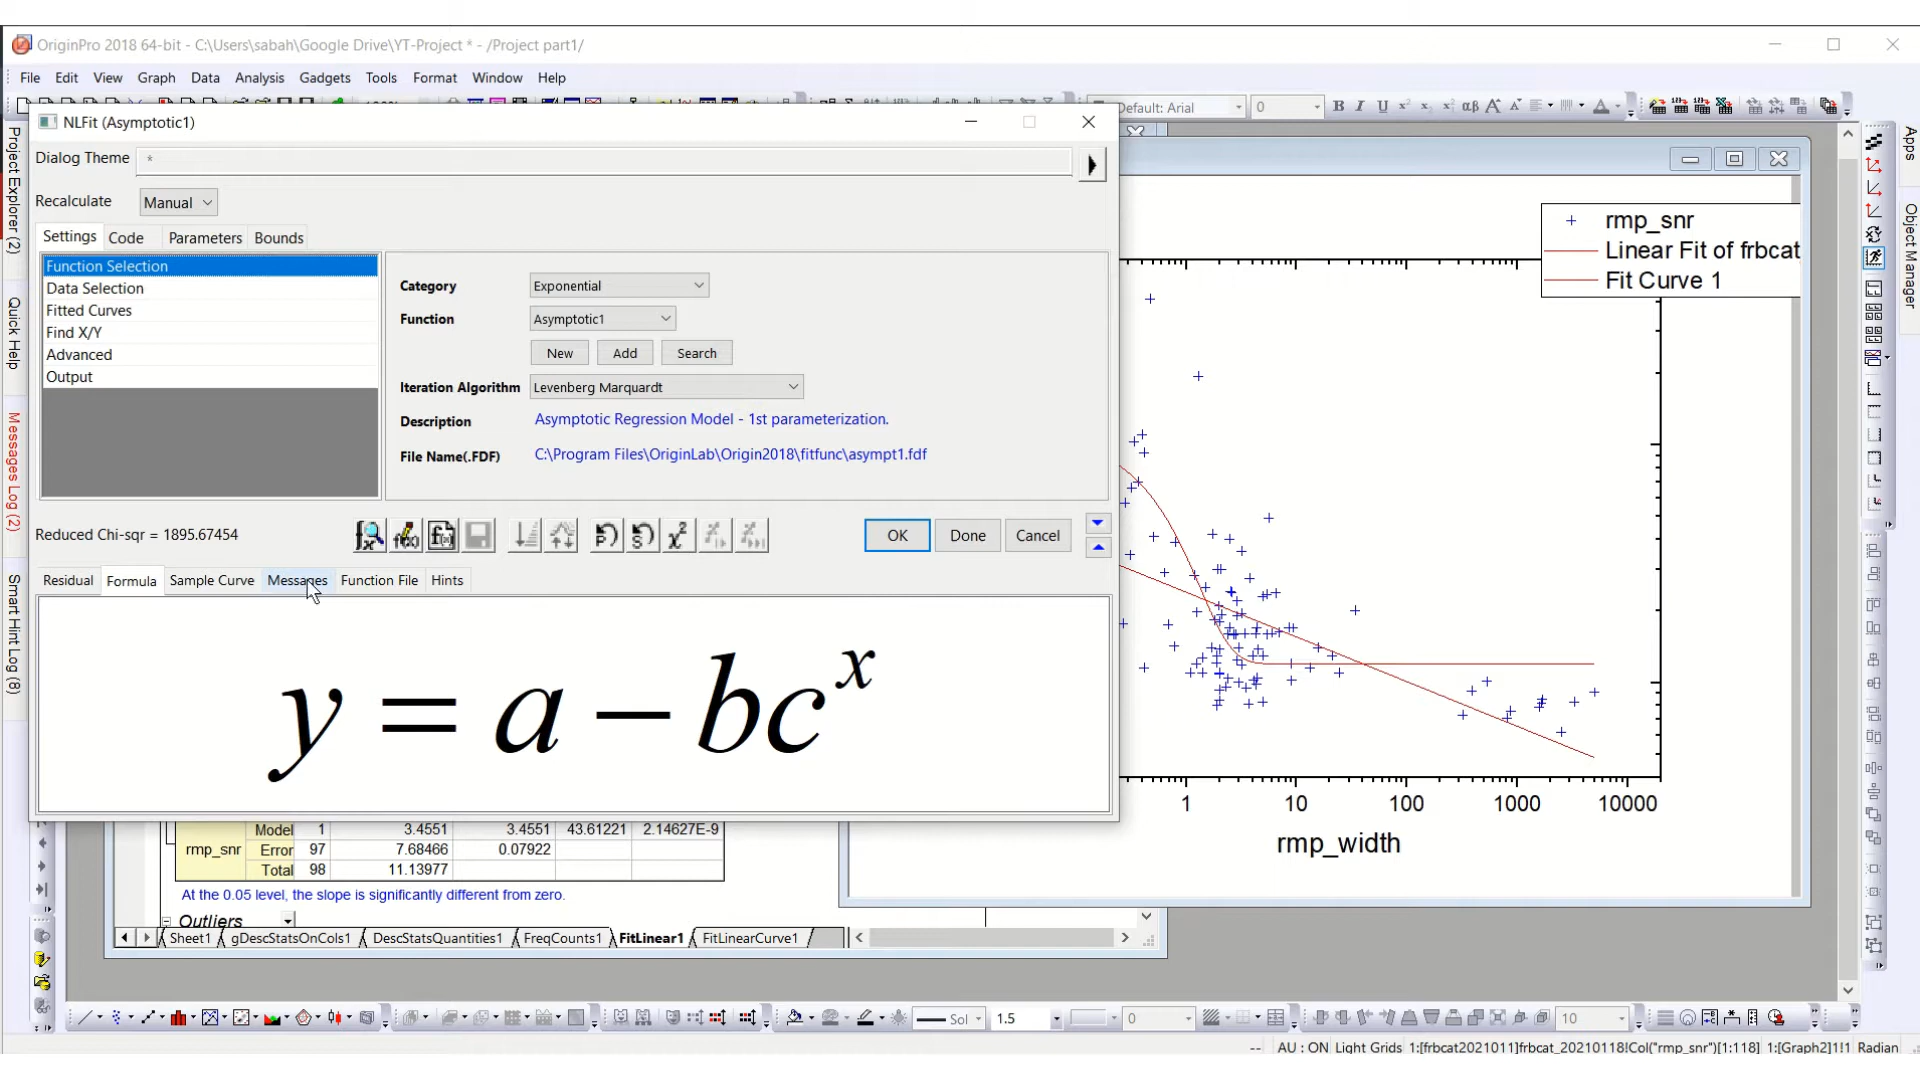 OriginPro 2018 64-bit - C:\Users\sabah\Google Drive\YT-Project * - /Project part1/
File Edit View Graph Data Analysis Gadgets Tools Format Window Help
Default: Arial 0 B I U
NLFit (Asymptotic1)
Dialog Theme *
Recalculate Manual
Settings Code Parameters Bounds
Function Selection
Data Selection
Fitted Curves
Find X/Y
Advanced
Output
Category Exponential
Function Asymptotic1
New Add Search
Iteration Algorithm Levenberg Marquardt
Description Asymptotic Regression Model - 1st parameterization.
File Name(.FDF) C:\Program Files\OriginLab\Origin2018\fitfunc\asympt1.fdf
Reduced Chi-sqr = 1895.67454
OK Done Cancel
Residual Formula Sample Curve Messages Function File Hints
y = a − bc^x
rmp_snr
Linear Fit of frbcat
Fit Curve 1
1 10 100 1000 10000
rmp_width
Model 1 3.4551 3.4551 43.61221 2.14627E-9
rmp_snr Error 97 7.68466 0.07922
Total 98 11.13977
At the 0.05 level, the slope is significantly different from zero.
Outliers
Sheet1 gDescStatsOnCols1 DescStatsQuantities1 FreqCounts1 FitLinear1 FitLinearCurve1
Sol 1.5 0 10
-- AU : ON Light Grids 1:[frbcat2021011]frbcat_20210118!Col("rmp_snr")[1:118] 1:[Graph2]1!1 Radian
Project Explorer (2)
Quick Help
Messages Log (2)
Smart Hint Log (8)
Apps
Object Manager